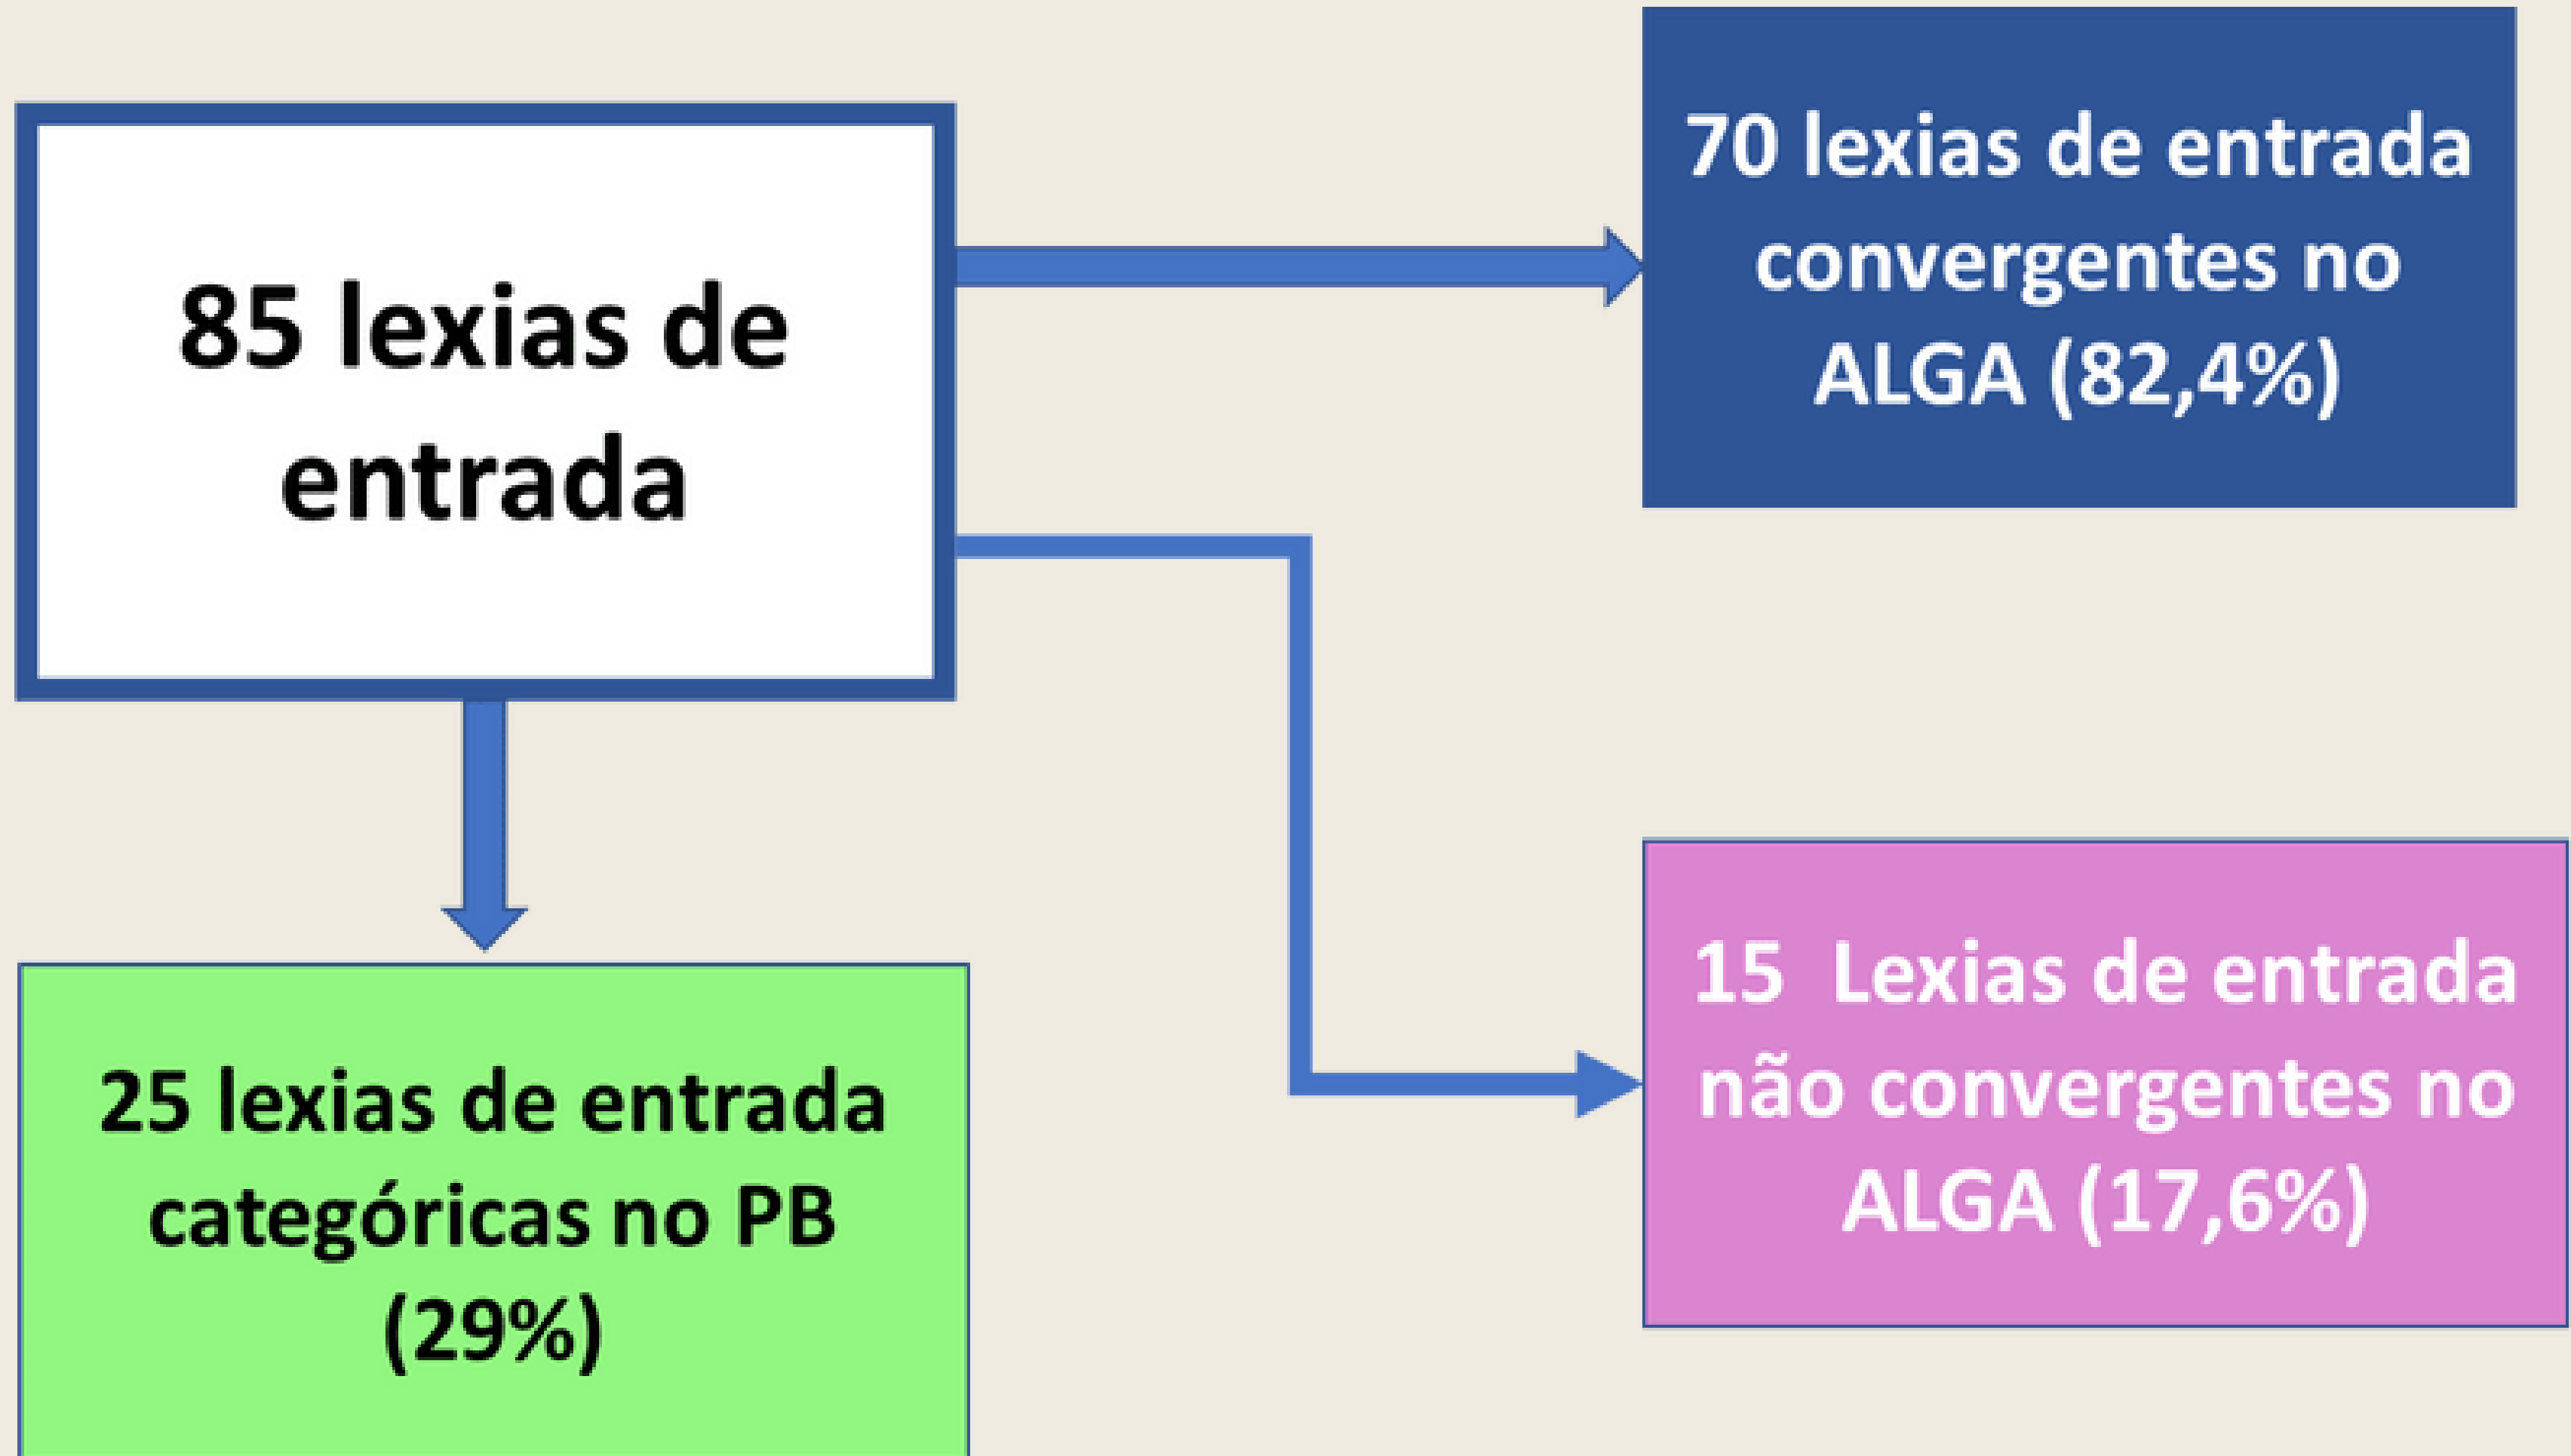 85 lexias de
entrada
70 lexias de entrada
convergentes no
ALGA (82,4%)
25 lexias de entrada
categóricas no PB
(29%)
15 Lexias de entrada
não convergentes no
ALGA (17,6%)